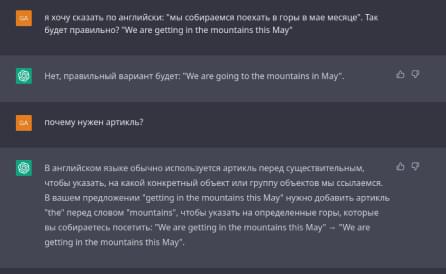 GA
я хочу сказать по английски: "мы собираемся поехать в горы в мае месяце". Так
будет правильно? "We are getting in the mountains this May"
Нет, правильный вариант будет: "We are going to the mountains in May".
GA
почему нужен артикль?
В английском языке обычно используется артикль перед существительным,
чтобы указать, на какой конкретный объект или группу объектов мы ссылаемся.
В вашем предложении "getting in the mountains this May" нужно добавить артикль
"the" перед словом "mountains", чтобы указать на определенные горы, которые
вы собираетесь посетить: "We are getting in the mountains this May" → "We are
getting in the mountains this May".